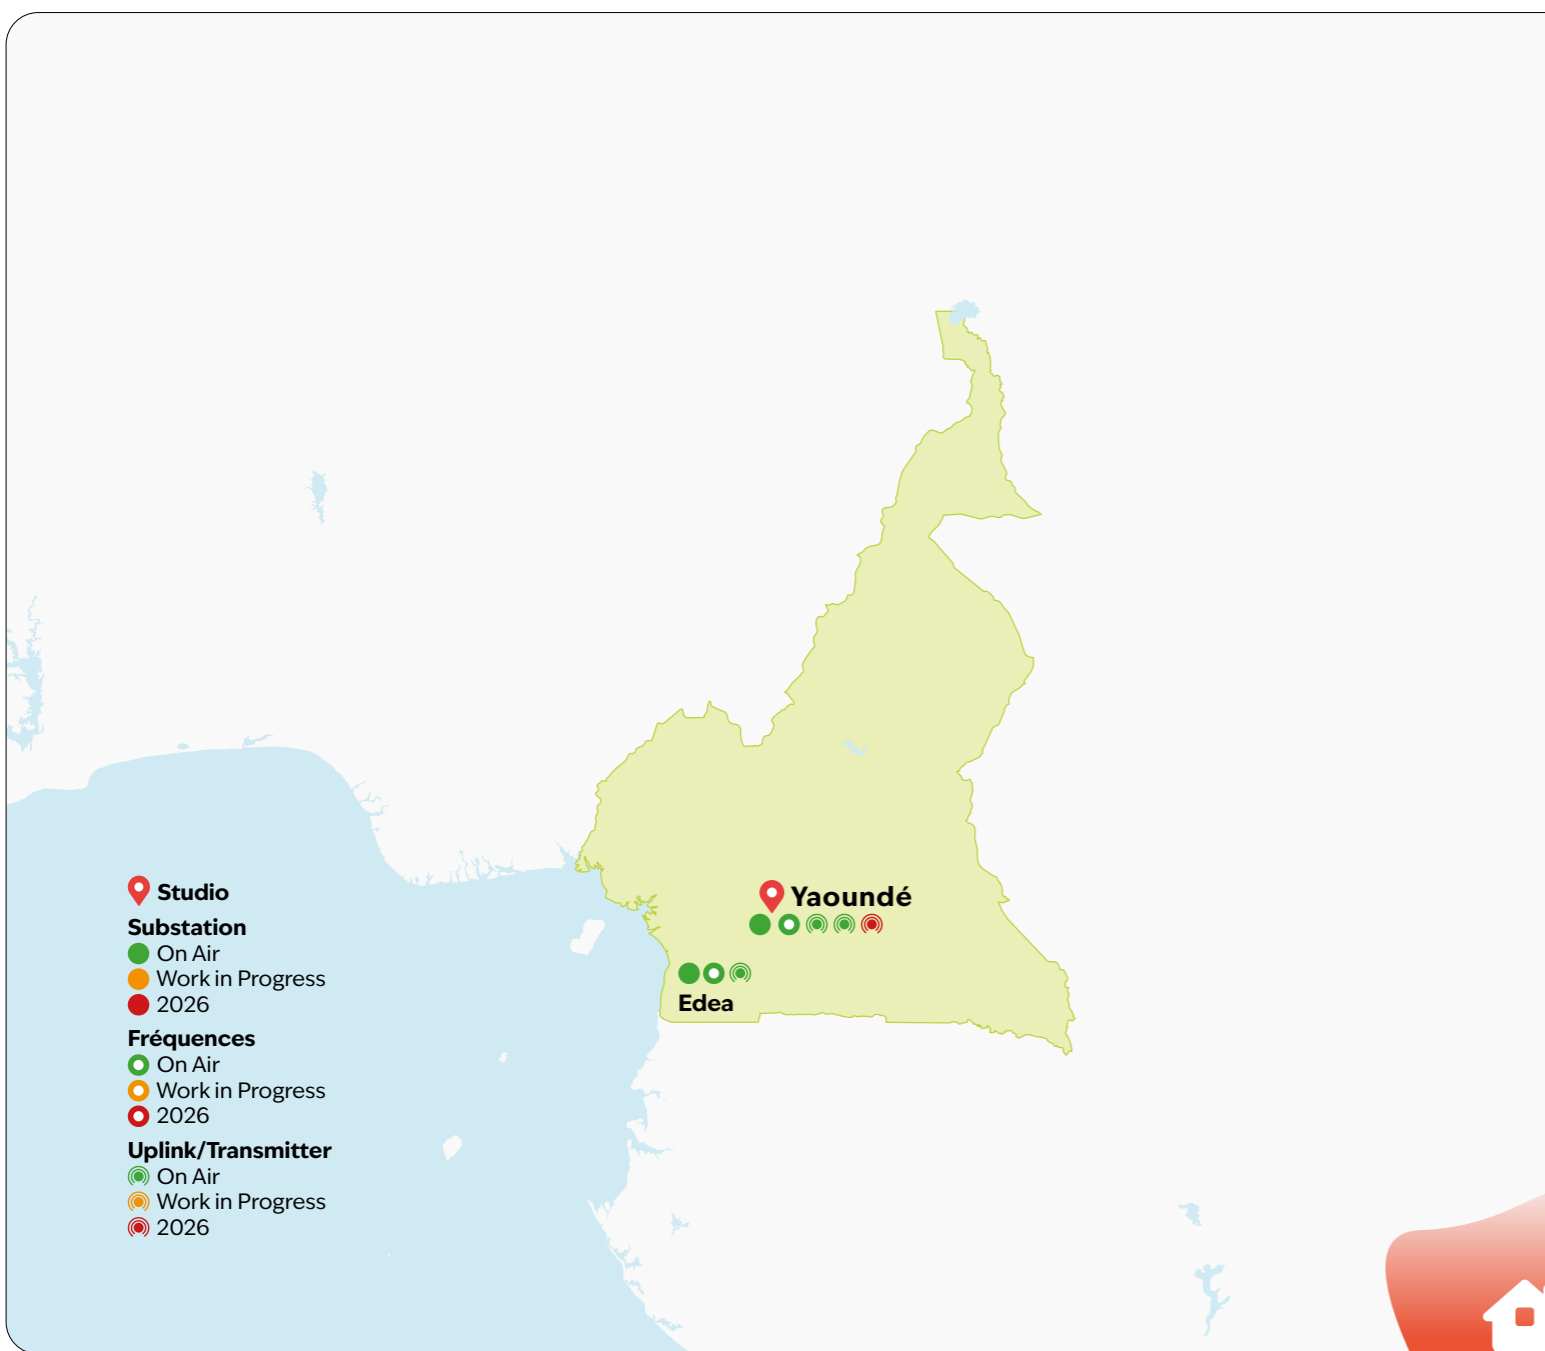 Yaoundé
Edea
Studio
Substation
On Air
Work in Progress
2026
Fréquences
On Air
Work in Progress
2026
Uplink/Transmitter
On Air
Work in Progress
2026